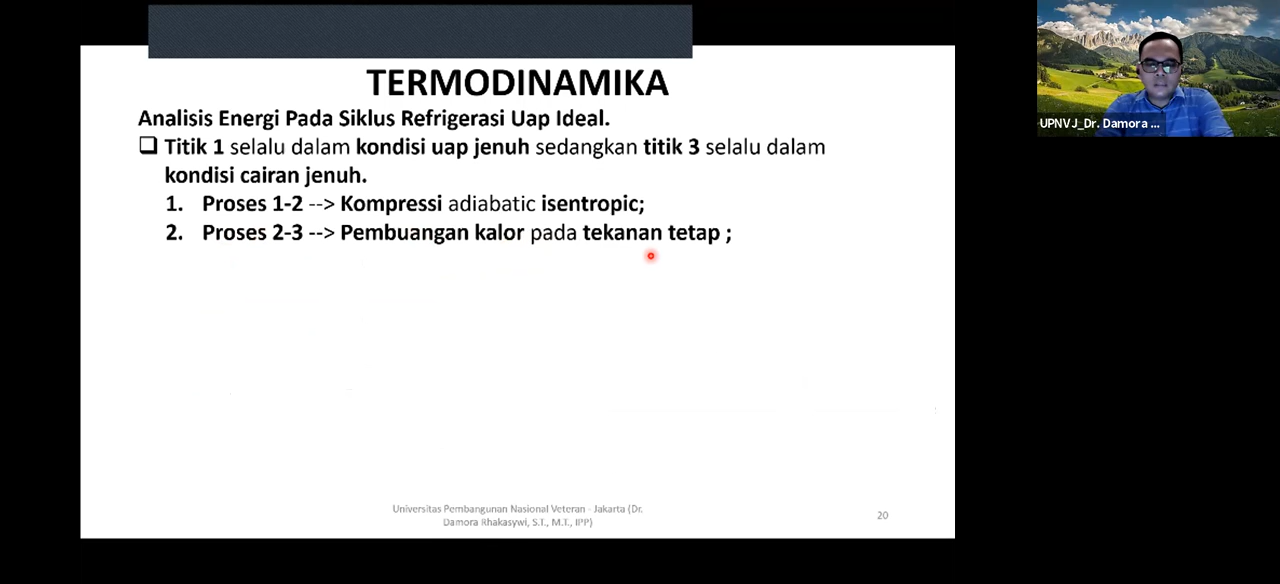 TERMODINAMIKA
Analisis Energi Pada Siklus Refrigerasi Uap Ideal.
❑ Titik 1 selalu dalam kondisi uap jenuh sedangkan titik 3 selalu dalam
kondisi cairan jenuh.
1. Proses 1-2 --> Kompressi adiabatic isentropic;
2. Proses 2-3 --> Pembuangan kalor pada tekanan tetap ;
Universitas Pembangunan Nasional Veteran - Jakarta (Dr.
Damora Rhakasywi, S.T., M.T., IPP)
20
UPNVJ_Dr. Damora ...